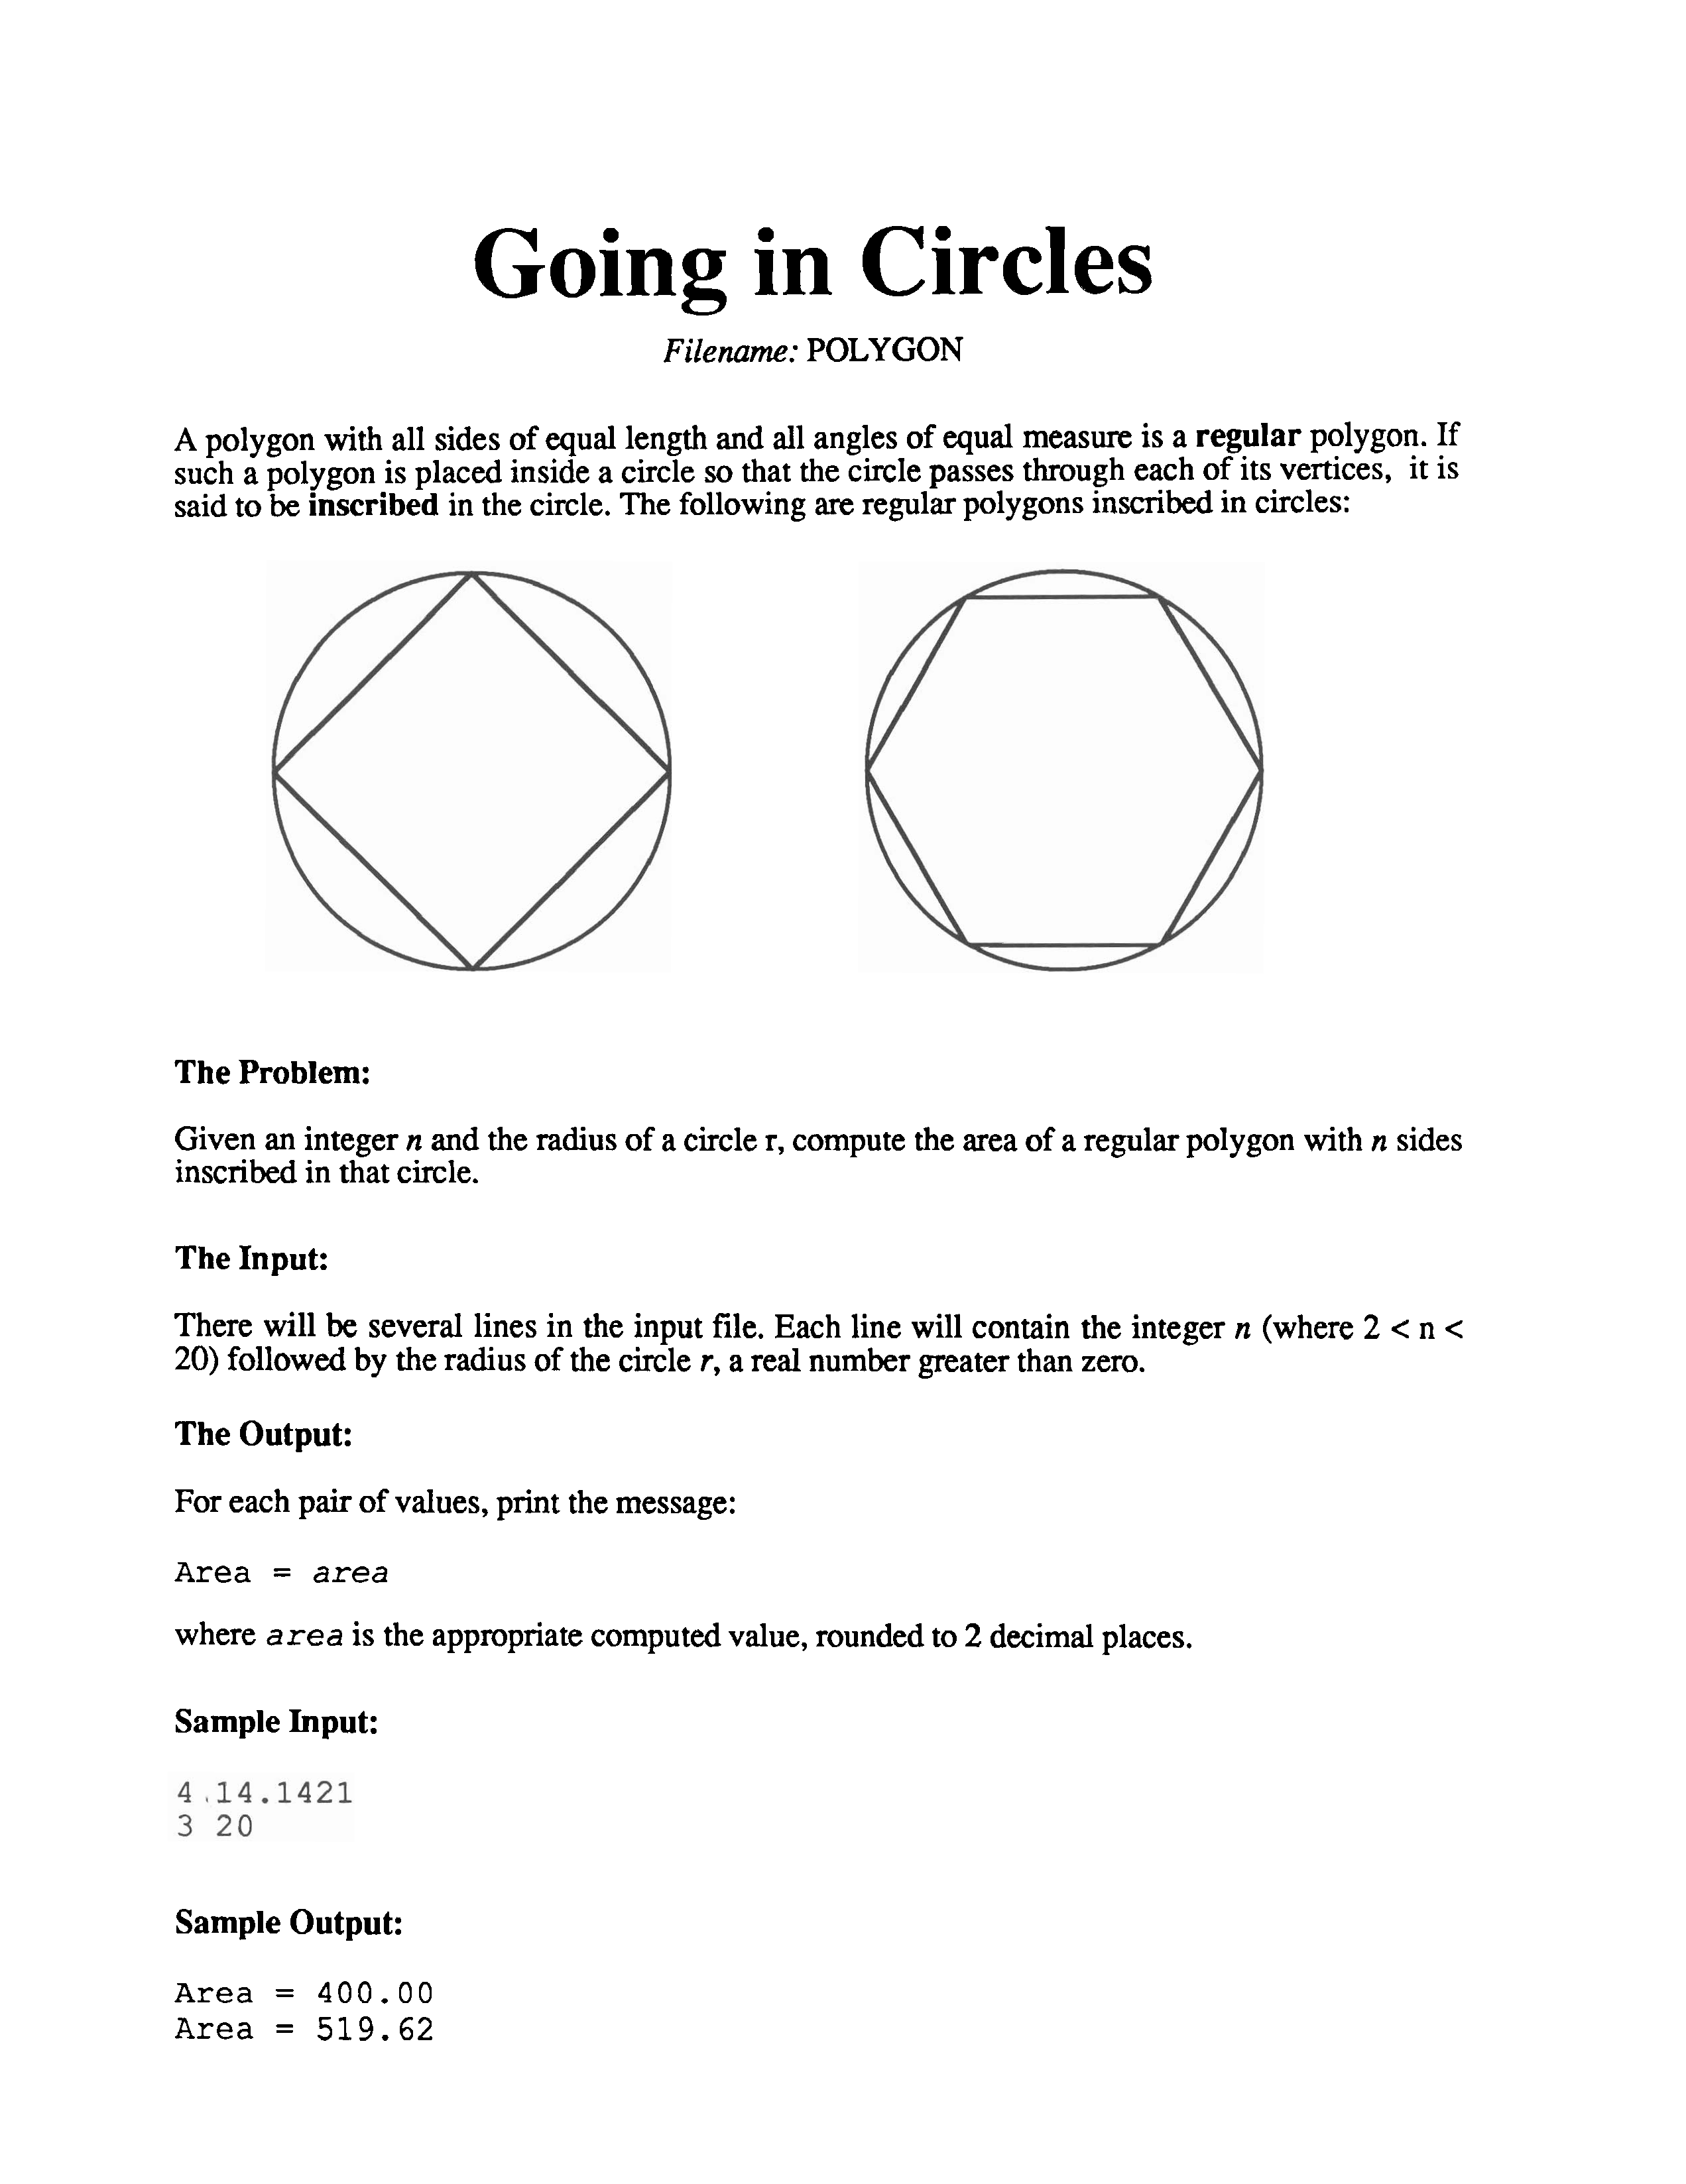 Going in Circles
Filename: POLYGON
A polygon with all sides of equal length and all angles of equal measure is a regular polygon. If
such a polygon is placed inside a circle so that the circle passes through each of its vertices, it is
said to be inscribed in the circle. The following are regular polygons inscribed in circles:
The Problem:
Given an integer n and the radius of a circle r, compute the area of a regular polygon with n sides
inscribed in that circle.
The Input:
There will be several lines in the input file. Each line will contain the integer n (where 2 < n <
20) followed by the radius of the circle r, a real number greater than zero.
The Output:
For each pair of values, print the message:
Area = area
where area is the appropriate computed value, rounded to 2 decimal places.
Sample Input:
4 14.1421
3 20
Sample Output:
Area = 400.00
Area = 519.62